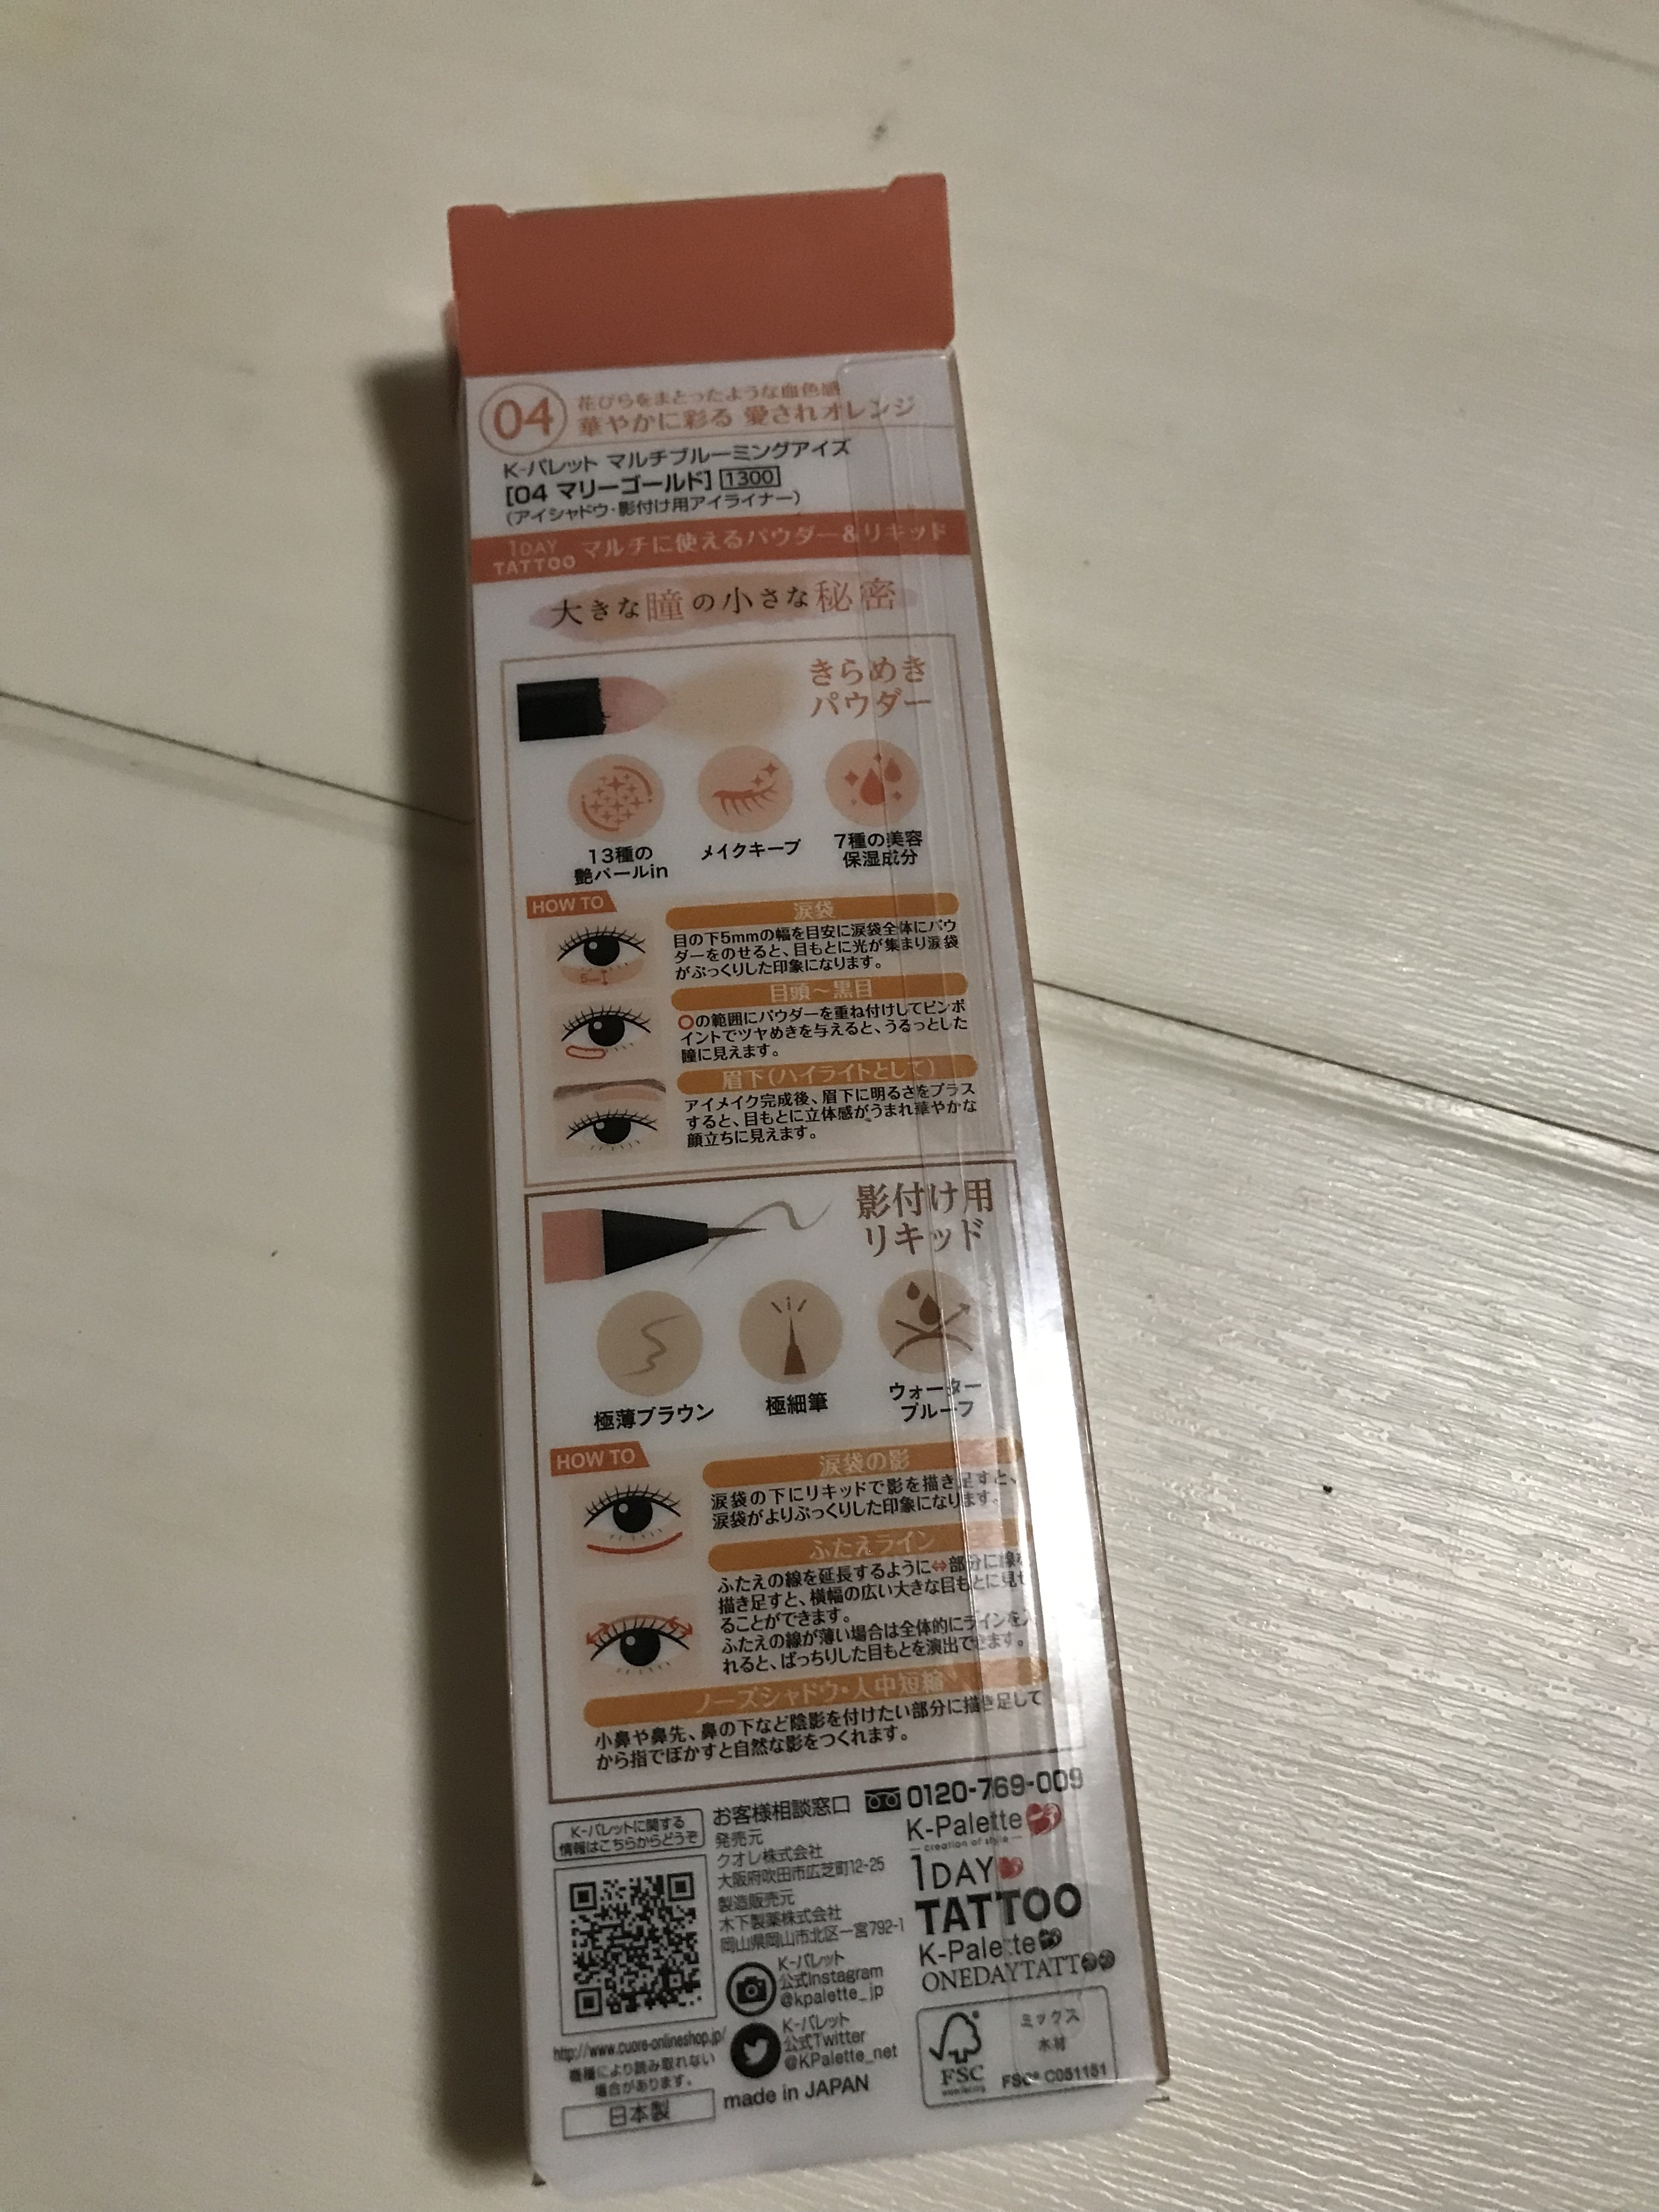 04
花びらをまとったような血色感
華やかに彩る 愛されオレンジ
K-パレット マルチブルーミングアイズ
[04 マリーゴールド] 1300
(アイシャドウ・影付け用アイライナー)
1DAY
TATTOO
マルチに使えるパウダー&リキッド
大きな瞳の小さな秘密
きらめき
パウダー
13種の
艶パールin
メイクキープ
7種の美容
保湿成分
HOW TO
涙袋
目の下5mmの幅を目安に涙袋全体にパウ
ダーをのせると、目もとに光が集まり涙袋
がぷっくりした印象になります。
目頭~黒目
○の範囲にパウダーを重ね付けしてピンポ
イントでツヤめきを与えると、うるっとした
瞳に見えます。
眉下(ハイライトとして)
アイメイク完成後、眉下に明るさをプラス
すると、目もとに立体感がうまれ華やかな
顔立ちに見えます。
影付け用
リキッド
極薄ブラウン
極細筆
ウォーター
プルーフ
HOW TO
涙袋の影
涙袋の下にリキッドで影を描き足すと、
涙袋がよりぷっくりした印象になります。
ふたえライン
ふたえの線を延長するように⇔部分に線を
描き足すと、横幅の広い大きな目もとに見せ
ることができます。
ふたえの線が薄い場合は全体的にラインを入
れると、ぱっちりした目もとを演出できます。
ノーズシャドウ・人中短縮
小鼻や鼻先、鼻の下など陰影を付けたい部分に描き足して
から指でぼかすと自然な影をつくれます。
K-パレットに関する
情報はこちらからどうぞ
http://www.cuore-onlineshop.jp/
機種により読み取れない
場合があります。
日本製
お客様相談窓口 0120-769-009
発売元
クオレ株式会社
大阪府吹田市広芝町12-25
製造販売元
木下製薬株式会社
岡山県岡山市北区一宮792-1
K-パレット
公式Instagram
@kpalette_jp
K-パレット
公式Twitter
@KPalette_net
made in JAPAN
K-Palette
creation of style
1DAY
TATTOO
K-Palette
ONEDAYTATTOO
FSC
ミックス
木材
FSC® C051151